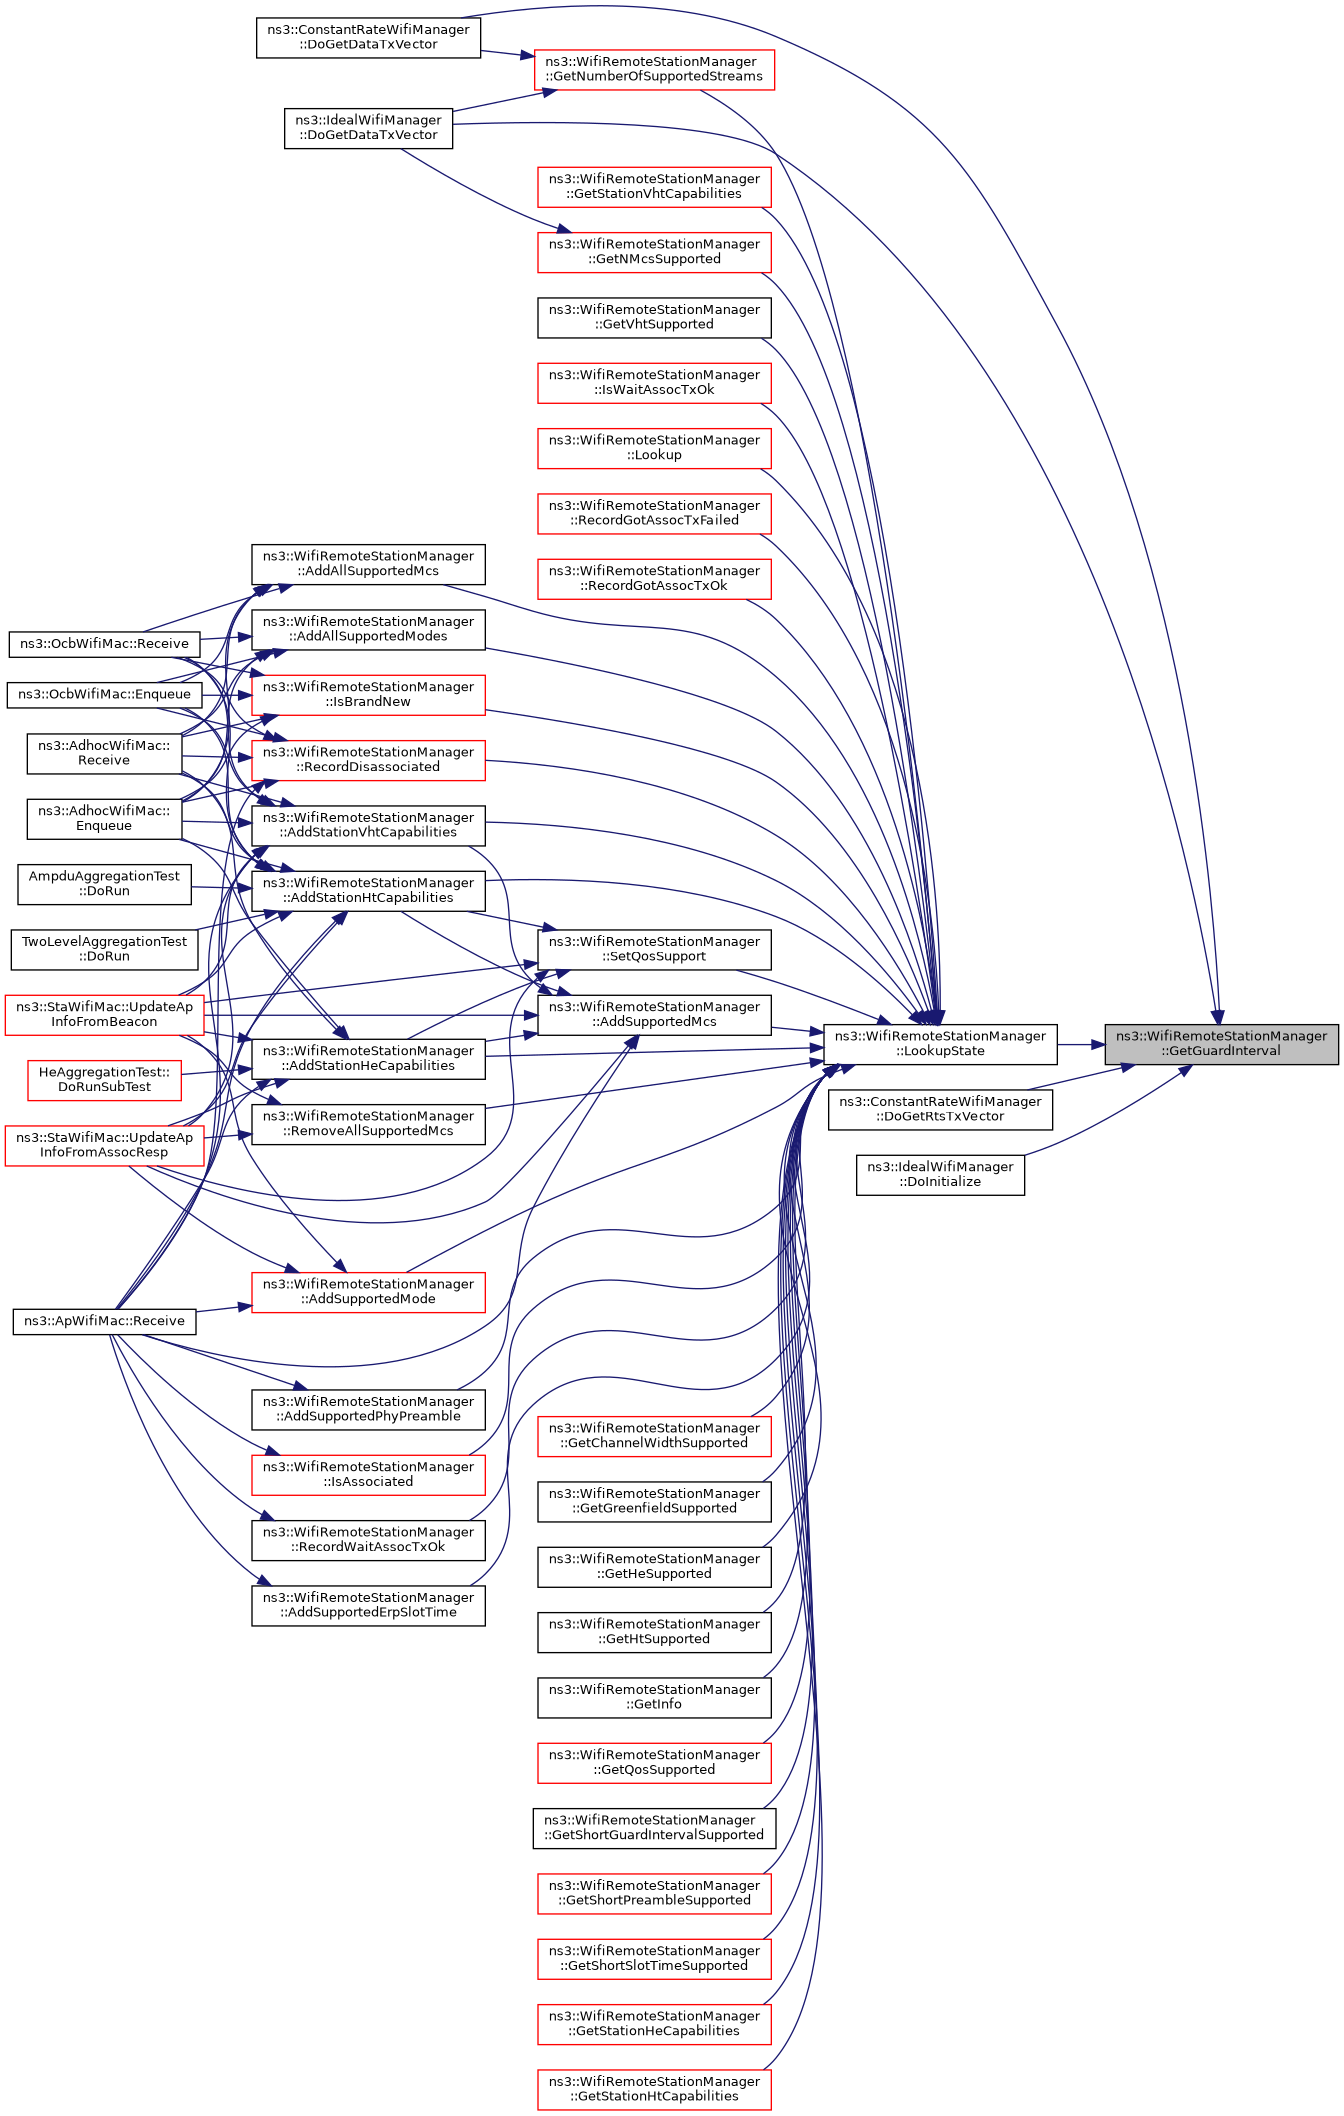 ns3::ConstantRateWifiManager
::DoGetDataTxVector
ns3::WifiRemoteStationManager
::GetNumberOfSupportedStreams
ns3::IdealWifiManager
::DoGetDataTxVector
ns3::WifiRemoteStationManager
::GetStationVhtCapabilities
ns3::WifiRemoteStationManager
::GetNMcsSupported
ns3::WifiRemoteStationManager
::GetVhtSupported
ns3::WifiRemoteStationManager
::IsWaitAssocTxOk
ns3::WifiRemoteStationManager
::Lookup
ns3::WifiRemoteStationManager
::RecordGotAssocTxFailed
ns3::WifiRemoteStationManager
::RecordGotAssocTxOk
ns3::WifiRemoteStationManager
::AddAllSupportedMcs
ns3::WifiRemoteStationManager
::AddAllSupportedModes
ns3::OcbWifiMac::Receive
ns3::WifiRemoteStationManager
::IsBrandNew
ns3::OcbWifiMac::Enqueue
ns3::AdhocWifiMac::
Receive
ns3::WifiRemoteStationManager
::RecordDisassociated
ns3::AdhocWifiMac::
Enqueue
ns3::WifiRemoteStationManager
::AddStationVhtCapabilities
AmpduAggregationTest
::DoRun
ns3::WifiRemoteStationManager
::AddStationHtCapabilities
TwoLevelAggregationTest
::DoRun
ns3::WifiRemoteStationManager
::SetQosSupport
ns3::StaWifiMac::UpdateAp
InfoFromBeacon
ns3::WifiRemoteStationManager
::AddSupportedMcs
ns3::WifiRemoteStationManager
::LookupState
ns3::WifiRemoteStationManager
::GetGuardInterval
HeAggregationTest::
DoRunSubTest
ns3::WifiRemoteStationManager
::AddStationHeCapabilities
ns3::ConstantRateWifiManager
::DoGetRtsTxVector
ns3::StaWifiMac::UpdateAp
InfoFromAssocResp
ns3::WifiRemoteStationManager
::RemoveAllSupportedMcs
ns3::IdealWifiManager
::DoInitialize
ns3::WifiRemoteStationManager
::AddSupportedMode
ns3::ApWifiMac::Receive
ns3::WifiRemoteStationManager
::AddSupportedPhyPreamble
ns3::WifiRemoteStationManager
::GetChannelWidthSupported
ns3::WifiRemoteStationManager
::IsAssociated
ns3::WifiRemoteStationManager
::GetGreenfieldSupported
ns3::WifiRemoteStationManager
::RecordWaitAssocTxOk
ns3::WifiRemoteStationManager
::GetHeSupported
ns3::WifiRemoteStationManager
::AddSupportedErpSlotTime
ns3::WifiRemoteStationManager
::GetHtSupported
ns3::WifiRemoteStationManager
::GetInfo
ns3::WifiRemoteStationManager
::GetQosSupported
ns3::WifiRemoteStationManager
::GetShortGuardIntervalSupported
ns3::WifiRemoteStationManager
::GetShortPreambleSupported
ns3::WifiRemoteStationManager
::GetShortSlotTimeSupported
ns3::WifiRemoteStationManager
::GetStationHeCapabilities
ns3::WifiRemoteStationManager
::GetStationHtCapabilities